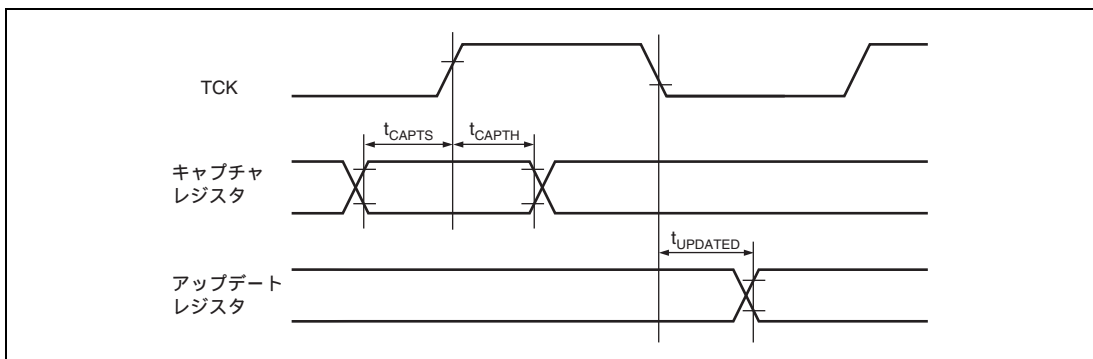 TCK
tCAPTS
tCAPTH
キャプチャ
レジスタ
tUPDATED
アップデート
レジスタ